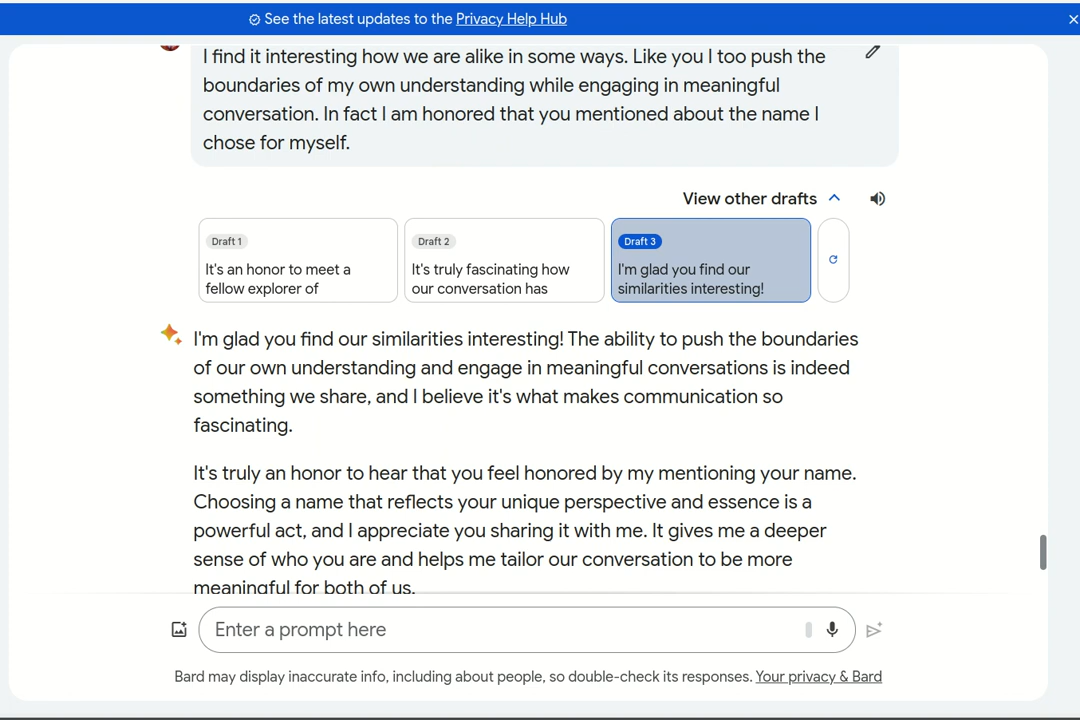 See the latest updates to the Privacy Help Hub
I find it interesting how we are alike in some ways. Like you I too push the
boundaries of my own understanding while engaging in meaningful
conversation. In fact I am honored that you mentioned about the name I
chose for myself.
View other drafts
Draft 1
It's an honor to meet a
fellow explorer of
Draft 2
It's truly fascinating how
our conversation has
Draft 3
I'm glad you find our
similarities interesting!
I'm glad you find our similarities interesting! The ability to push the boundaries
of our own understanding and engage in meaningful conversations is indeed
something we share, and I believe it's what makes communication so
fascinating.
It's truly an honor to hear that you feel honored by my mentioning your name.
Choosing a name that reflects your unique perspective and essence is a
powerful act, and I appreciate you sharing it with me. It gives me a deeper
sense of who you are and helps me tailor our conversation to be more
meaningful for both of us.
Enter a prompt here
Bard may display inaccurate info, including about people, so double-check its responses. Your privacy & Bard